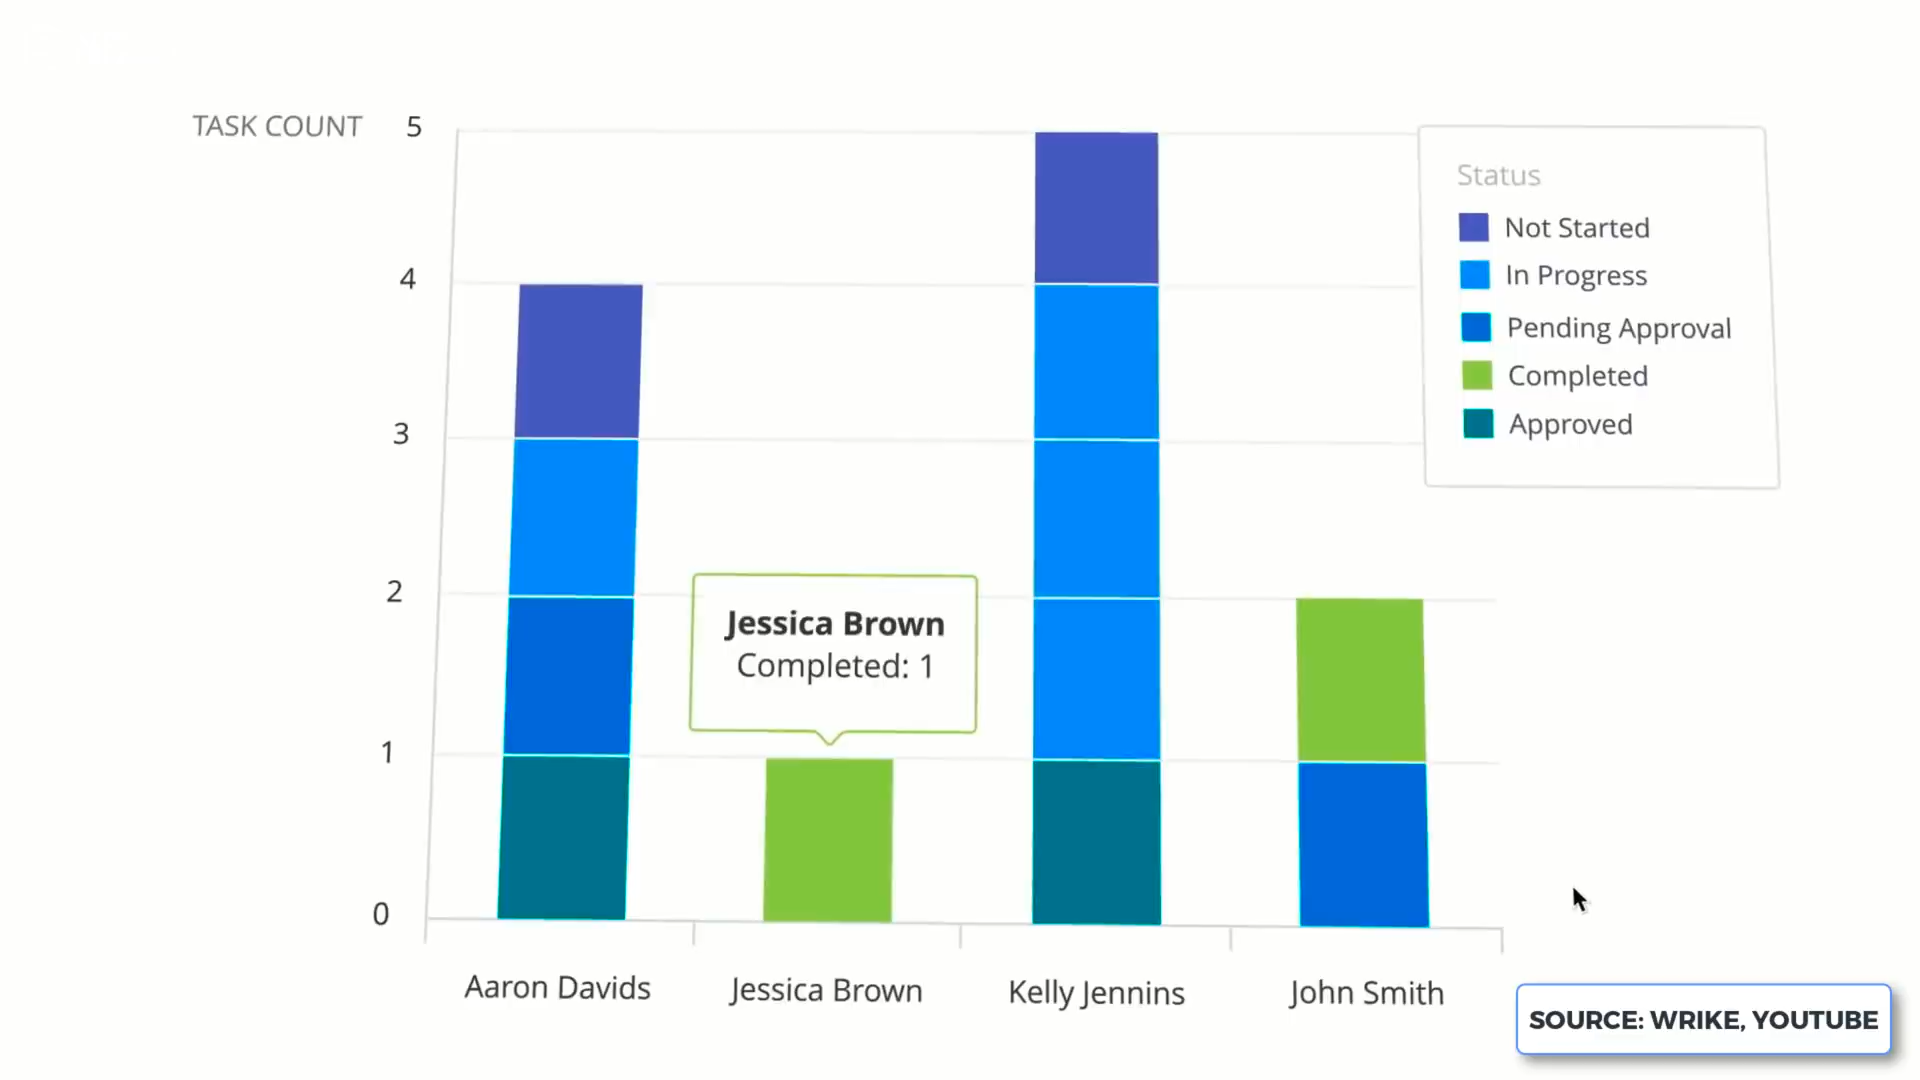 TASK COUNT
5
4
3
2
1
0
Status
Not Started
In Progress
Pending Approval
Completed
Approved
Jessica Brown
Completed: 1
Aaron Davids
Jessica Brown
Kelly Jennins
John Smith
SOURCE: WRIKE, YOUTUBE